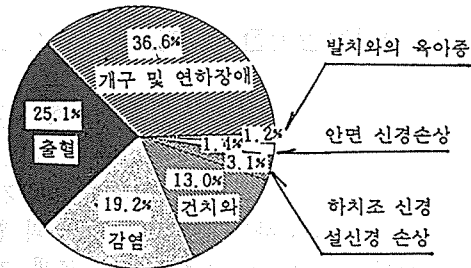 36.6%
개구 및 연하장애
25.1%
출혈
19.2%
감염
13.0%
건치와
3.1%
1.4%
1.2%
발치와의 육아종
안면 신경손상
하치조 신경
설신경 손상